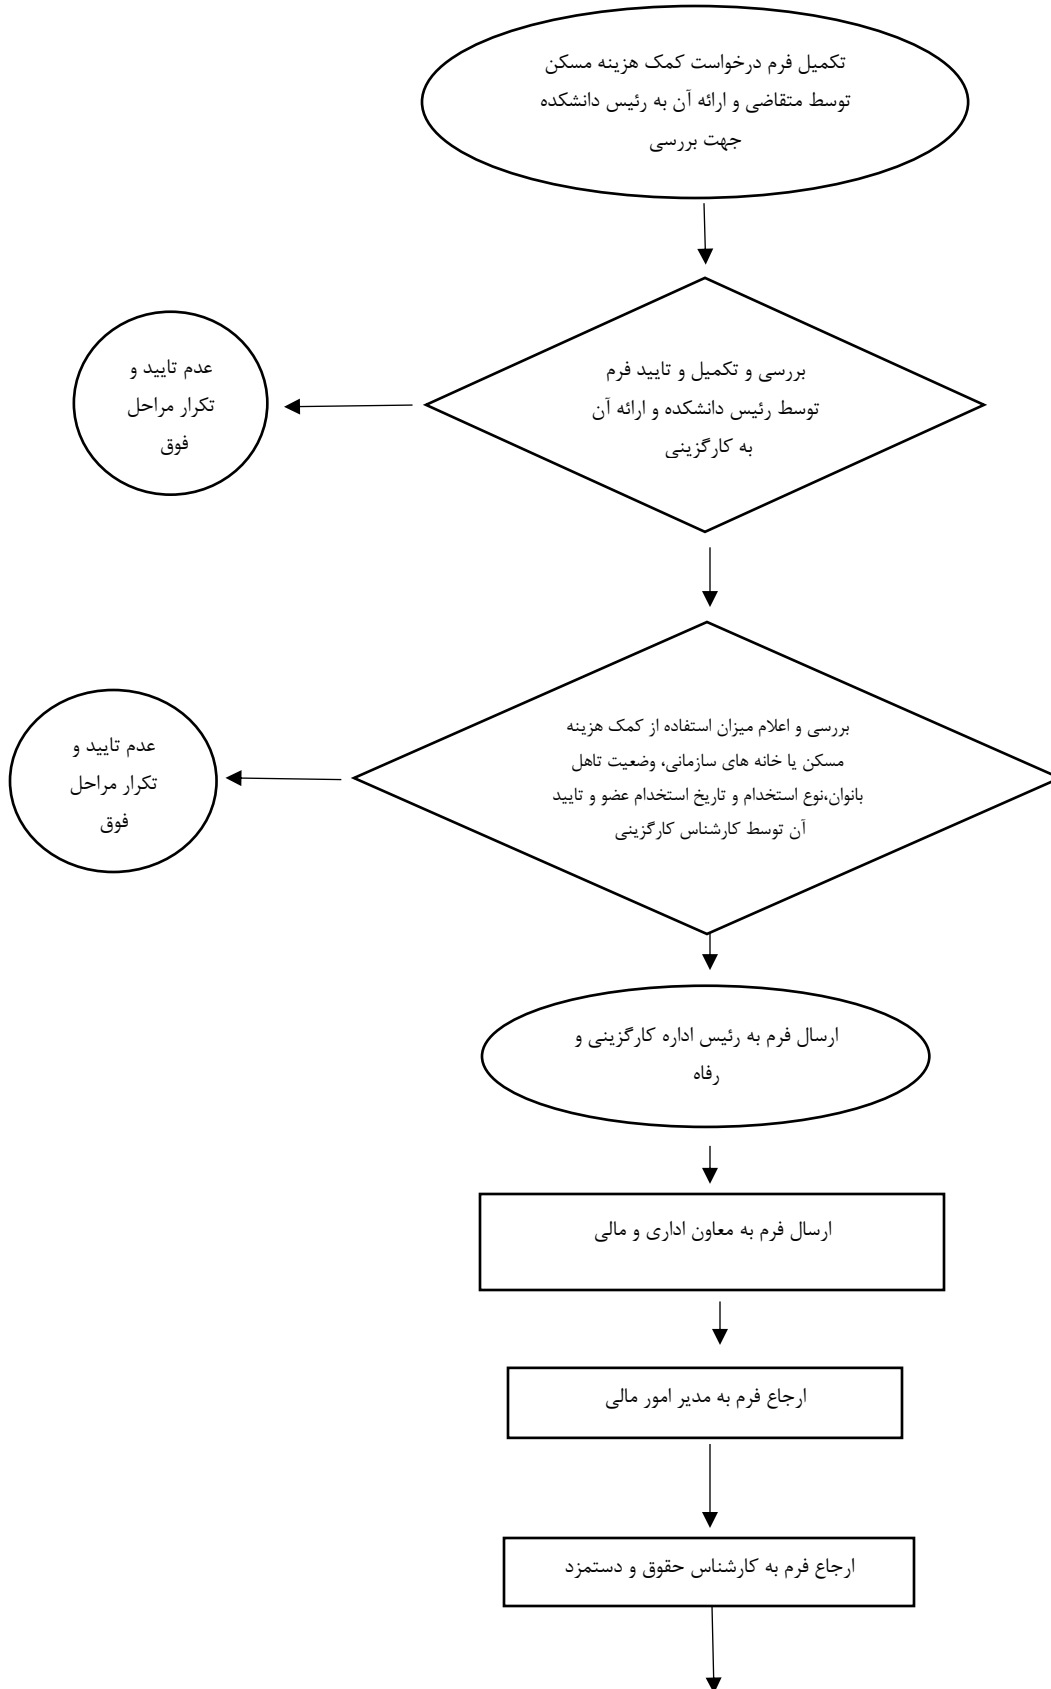 تکمیل فرم درخواست کمک هزینه مسکن
توسط متقاضی و ارائه آن به رئیس دانشکده
جهت بررسی
بررسی و تکمیل و تایید فرم
توسط رئیس دانشکده و ارائه آن
به کارگزینی
عدم تایید و
تکرار مراحل
فوق
بررسی و اعلام میزان استفاده از کمک هزینه
مسکن یا خانه های سازمانی، وضعیت تاهل
بانوان،نوع استخدام و تاریخ استخدام عضو و تایید
آن توسط کارشناس کارگزینی
عدم تایید و
تکرار مراحل
فوق
ارسال فرم به رئیس اداره کارگزینی و
رفاه
ارسال فرم به معاون اداری و مالی
ارجاع فرم به مدیر امور مالی
ارجاع فرم به کارشناس حقوق و دستمزد